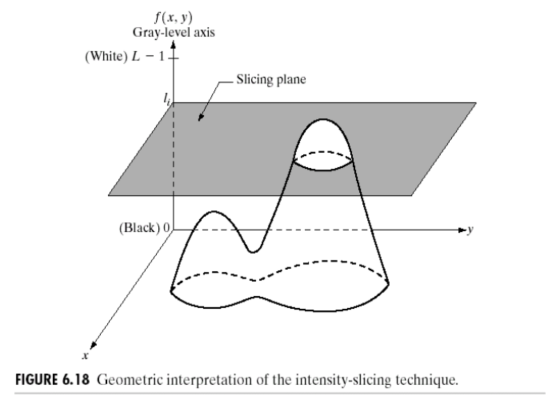 f(x, y)
Gray-level axis
(White) L − 1
Slicing plane
lᵢ
(Black) 0
y
x
FIGURE 6.18 Geometric interpretation of the intensity-slicing technique.